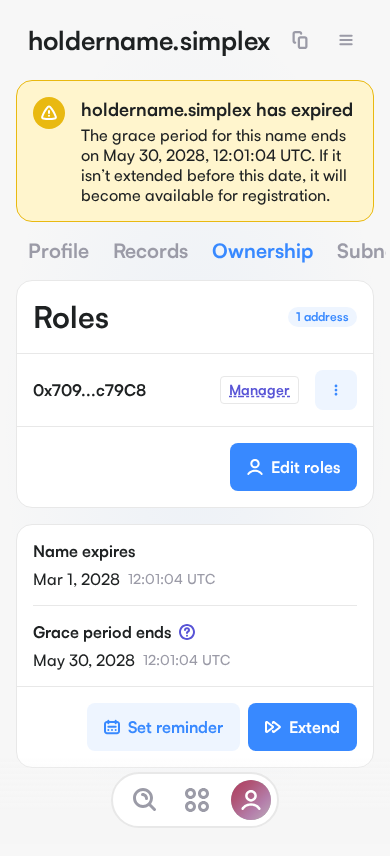 holdername.simplex
holdername.simplex has expired
The grace period for this name ends
on May 30, 2028, 12:01:04 UTC. If it
isn't extended before this date, it will
become available for registration.
Profile Records Ownership Subn
Roles
1 address
0x709...c79C8
Manager
Edit roles
Name expires
Mar 1, 2028 12:01:04 UTC
Grace period ends
May 30, 2028 12:01:04 UTC
Set reminder
Extend